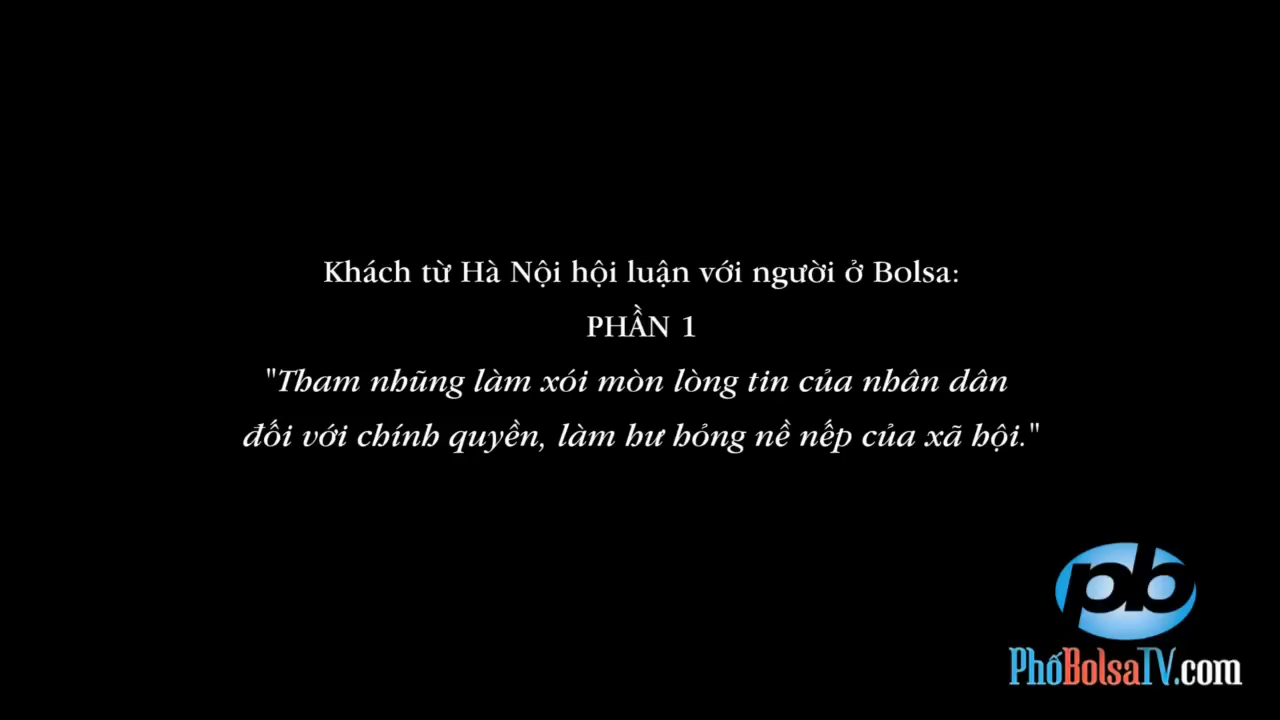 Khách từ Hà Nội hội luận với người ở Bolsa:
PHẦN 1
"Tham nhũng làm xói mòn lòng tin của nhân dân
đối với chính quyền, làm hư hỏng nề nếp của xã hội."
pb
PhốBolsaTV.com